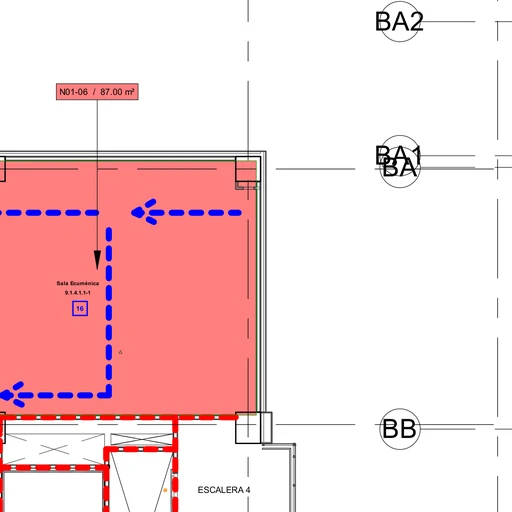 BA2
N01-06 / 87.00 m²
BA1
BA
Sala Ecuménica
9.1.4.1.1-1
16
BB
ESCALERA 4